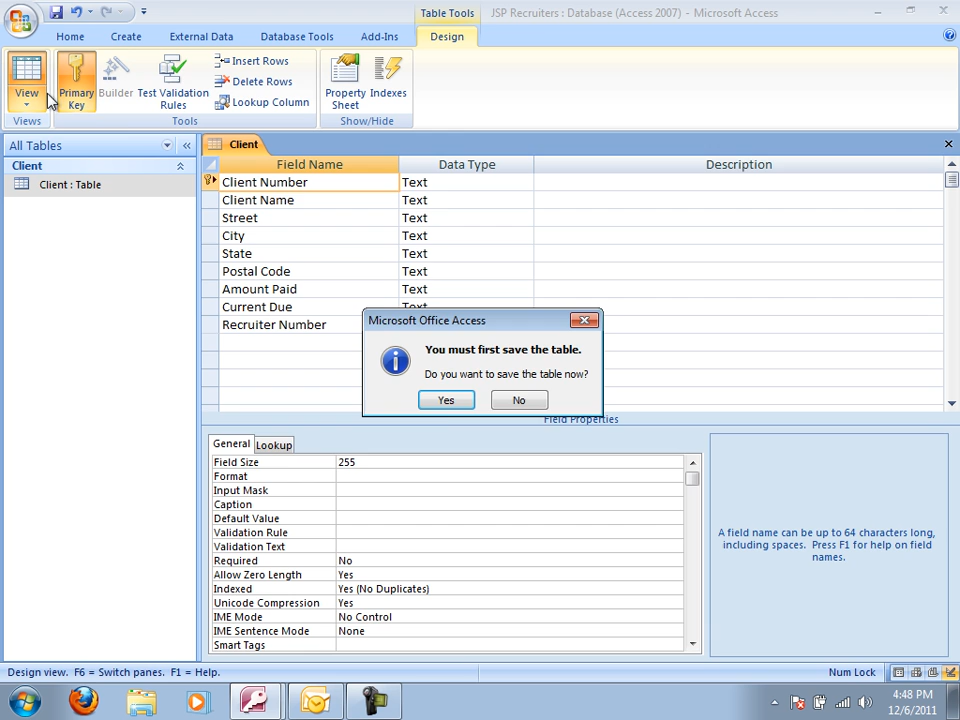 Table Tools
JSP Recruiters : Database (Access 2007) - Microsoft Access
Home
Create
External Data
Database Tools
Add-Ins
Design
View
Primary Key
Builder
Test Validation Rules
Insert Rows
Delete Rows
Lookup Column
Property Sheet
Indexes
Views
Tools
Show/Hide
All Tables
Client
Client : Table
Client
Field Name
Data Type
Description
Client Number
Text
Client Name
Text
Street
Text
City
Text
State
Text
Postal Code
Text
Amount Paid
Text
Current Due
Text
Recruiter Number
Microsoft Office Access
You must first save the table.
Do you want to save the table now?
Yes
No
Field Properties
General
Lookup
Field Size
255
Format
Input Mask
Caption
Default Value
Validation Rule
Validation Text
Required
No
Allow Zero Length
Yes
Indexed
Yes (No Duplicates)
Unicode Compression
Yes
IME Mode
No Control
IME Sentence Mode
None
Smart Tags
A field name can be up to 64 characters long,
including spaces. Press F1 for help on field
names.
Design view. F6 = Switch panes. F1 = Help.
Num Lock
4:48 PM
12/6/2011